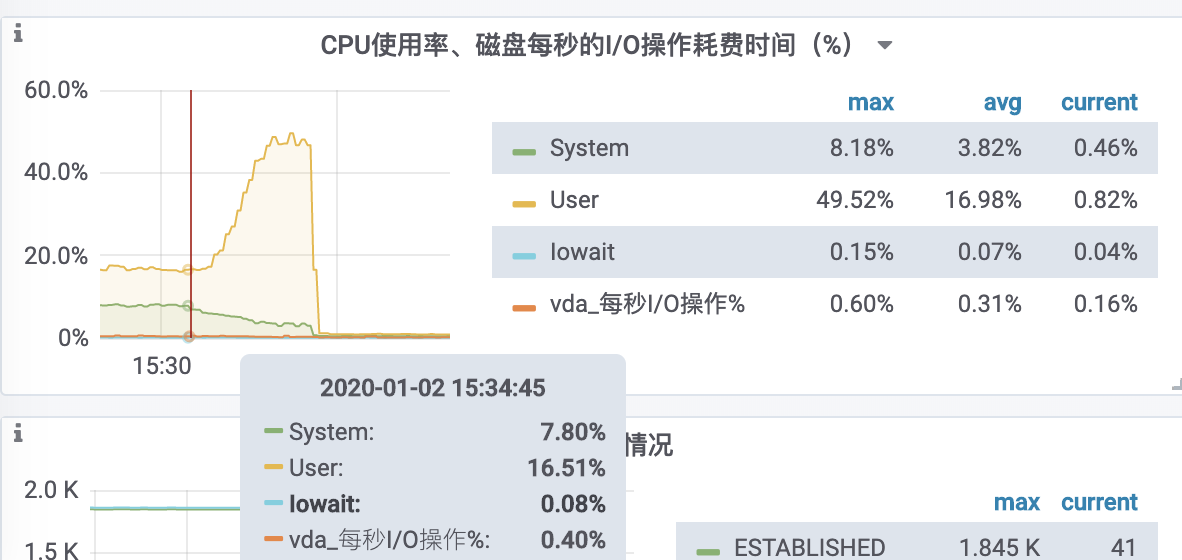 CPU使用率、磁盘每秒的I/O操作耗费时间（%）
60.0%
40.0%
20.0%
0%
15:30
max avg current
System 8.18% 3.82% 0.46%
User 49.52% 16.98% 0.82%
Iowait 0.15% 0.07% 0.04%
vda_每秒I/O操作% 0.60% 0.31% 0.16%
2020-01-02 15:34:45
System: 7.80%
User: 16.51%
Iowait: 0.08%
vda_每秒I/O操作%: 0.40%
情况
2.0 K
1.5 K
max current
ESTABLISHED 1.845 K 41